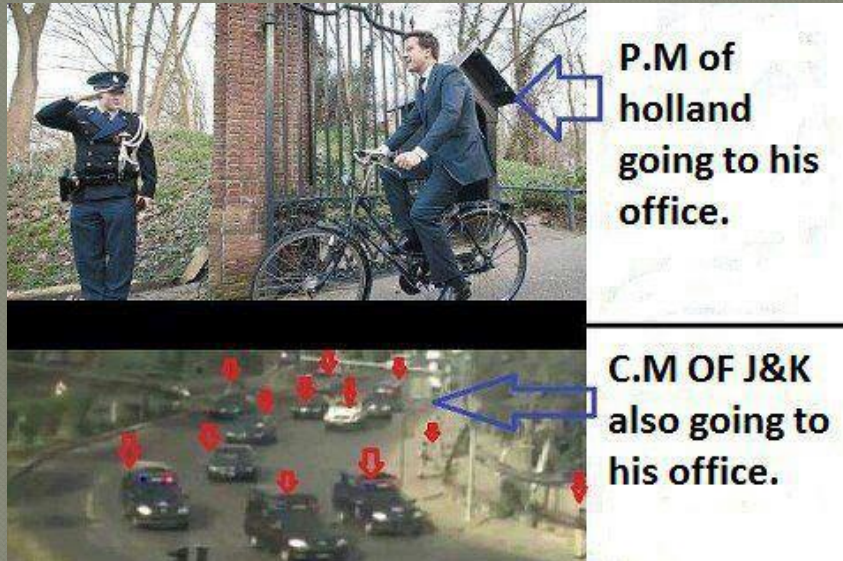 P.M of
holland
going to his
office.
C.M OF J&K
also going to
his office.